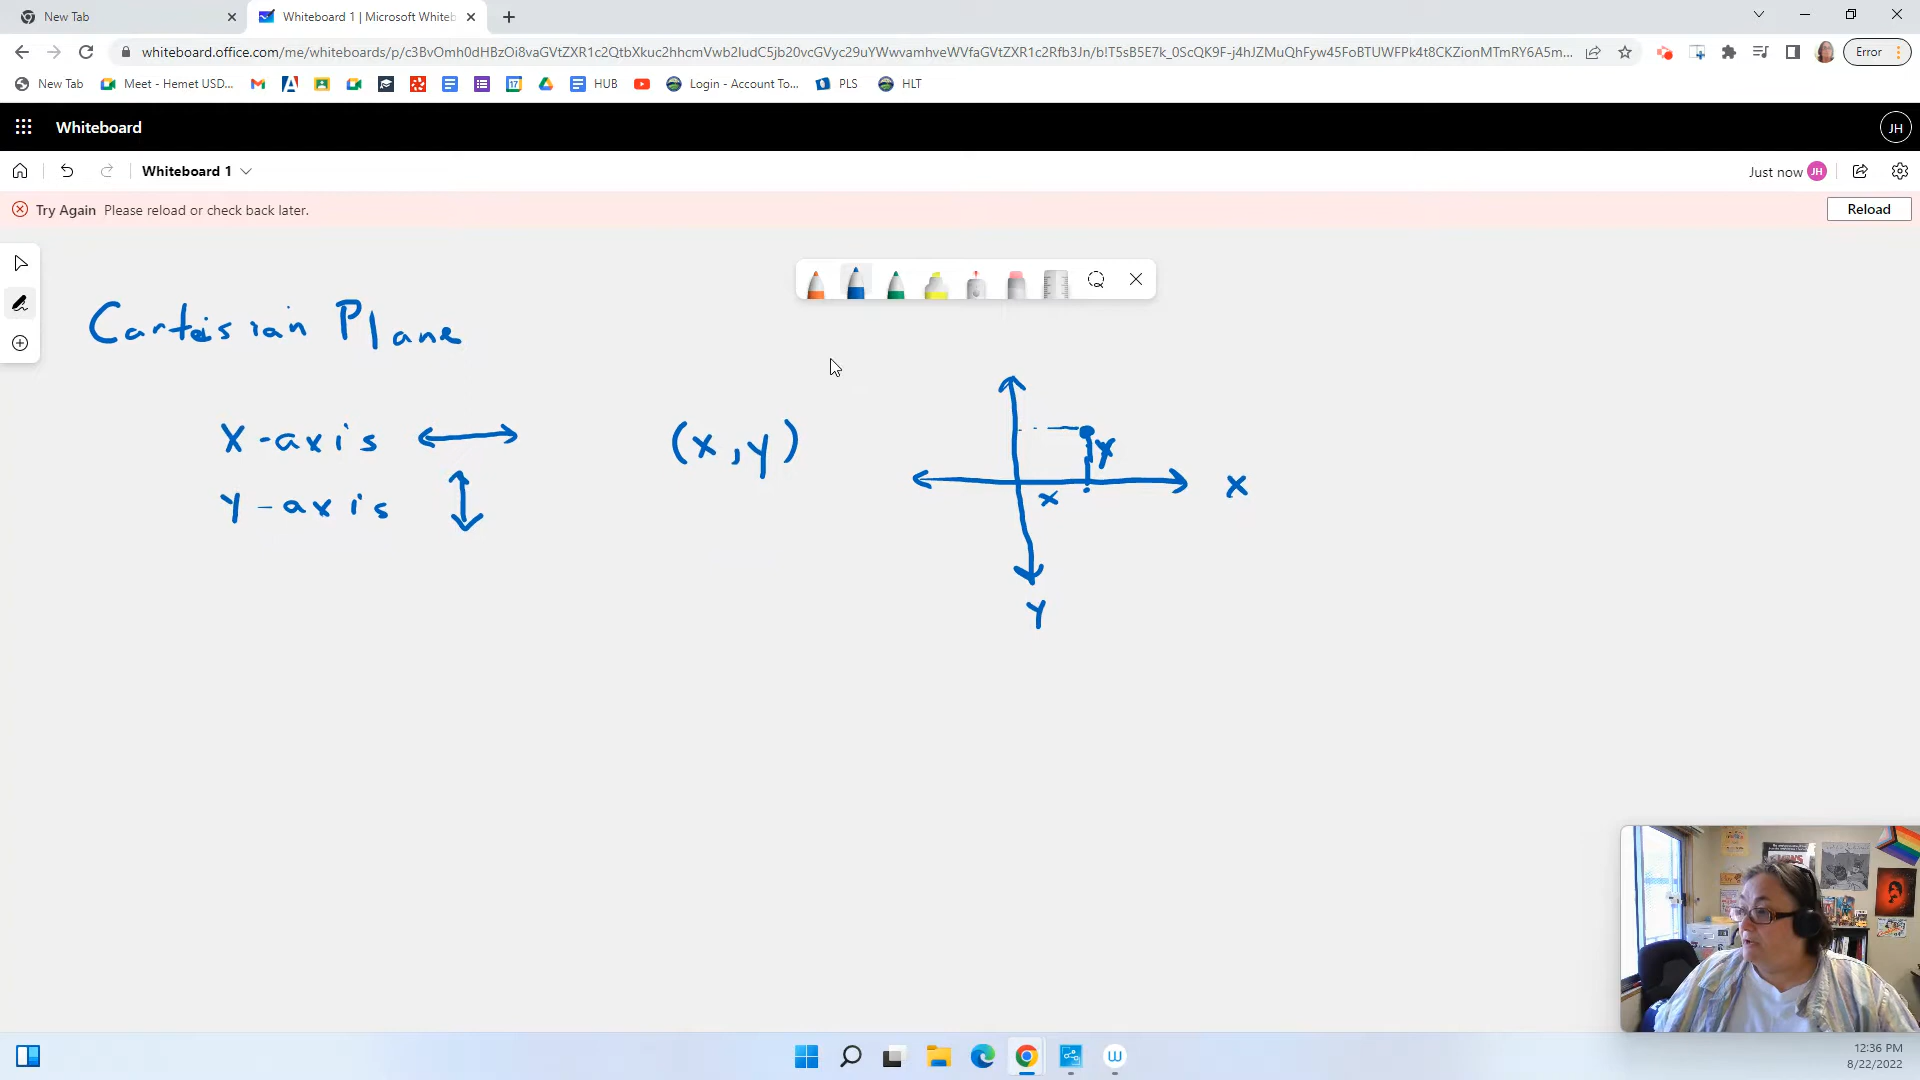 New Tab
Whiteboard 1 | Microsoft Whiteb
whiteboard.office.com/me/whiteboards/p/c3BvOmh0dHBzOi8vaGVtZXR1c2QtbXkuc2hhcmVwb2ludC5jb20vcGVyc29uYWwvamhveWVfaGVtZXR1c2Rfb3Jn/b!T5sB5E7k_0ScQK9F-j4hJZMuQhFyw45FoBTUWFPk4t8CKZionMTmRY6A5m...
Error
New Tab
Meet - Hemet USD...
HUB
Login - Account To...
PLS
HLT
Whiteboard
JH
Whiteboard 1
Just now JH
Try Again Please reload or check back later.
Reload
Carteisian Plane
X-axis
(x,y)
y
x
X
Y-axis
Y
12:36 PM
8/22/2022